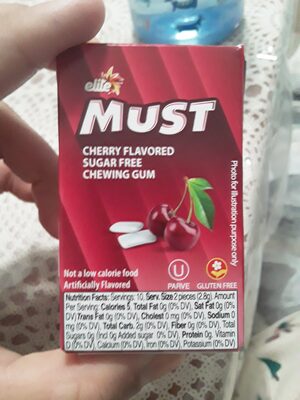 elite
MUST
CHERRY FLAVORED
SUGAR FREE
CHEWING GUM
Photo for illustration purpose only
Not a low calorie food
Artificially Flavored
U
PARVE
GLUTEN FREE
Nutrition Facts: Servings: 10, Serv. Size 2 pieces (2.8g), Amount
Per Serving: Calories 5, Total Fat 0g (0% DV), Sat Fat 0g (0%
DV) Trans Fat 0g (0% DV), Cholest 0 mg (0% DV), Sodium 0
mg (0% DV), Total Carb. 2g (0% DV), Fiber 0g (0% DV), Total
Sugars 0g (Incl 0g Added sugar 0% DV), Protein 0g, Vitamin
D (0% DV), Calcium (0% DV), Iron (0% DV), Potassium (0% DV)